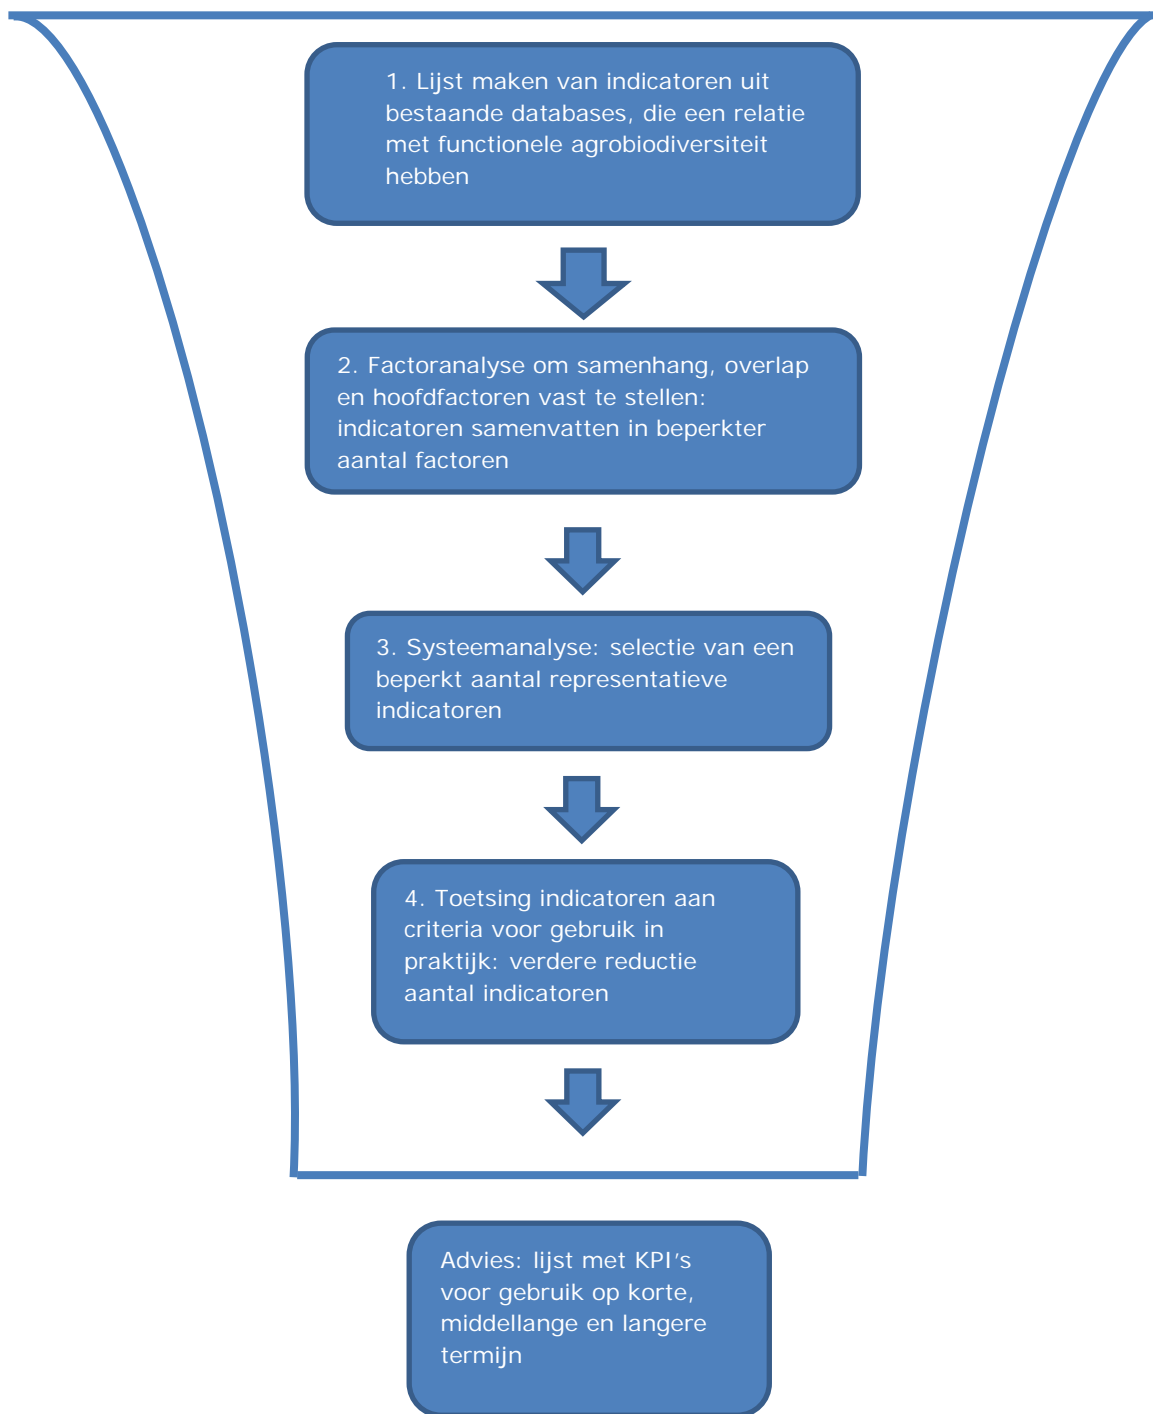 1. Lijst maken van indicatoren uit
bestaande databases, die een relatie
met functionele agrobiodiversiteit
hebben
2. Factoranalyse om samenhang, overlap
en hoofdfactoren vast te stellen:
indicatoren samenvatten in beperkter
aantal factoren
3. Systeemanalyse: selectie van een
beperkt aantal representatieve
indicatoren
4. Toetsing indicatoren aan
criteria voor gebruik in
praktijk: verdere reductie
aantal indicatoren
Advies: lijst met KPI’s
voor gebruik op korte,
middellange en langere
termijn